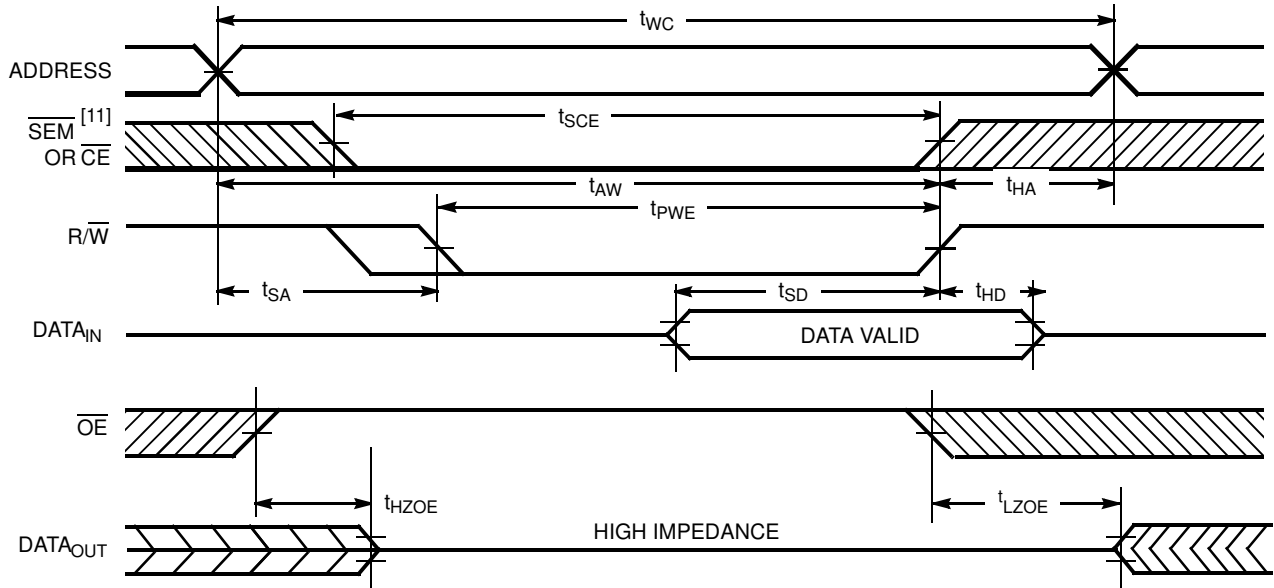 tWC
ADDRESS
SEM [11]
OR CE
tSCE
tAW
tHA
tPWE
R/W
tSA
tSD
tHD
DATAIN
DATA VALID
OE
tHZOE
tLZOE
HIGH IMPEDANCE
DATAOUT